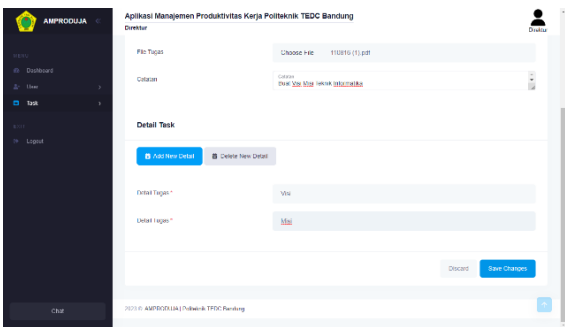 AMPRODUJA
Aplikasi Manajemen Produktivitas Kerja Politeknik TEDC Bandung
Direktur
Direktur
MENU
Dashboard
User
Task
Logout
Chat
File Tugas
Choose File 110816 (1).pdf
Catatan
Catatan
Buat Visi Misi Teknik Informatika
Detail Task
Add New Detail
Delete New Detail
Detail Tugas *
Visi
Detail Tugas *
Misi
Discard
Save Changes
2023 © AMPRODUJA | Politeknik TEDC Bandung